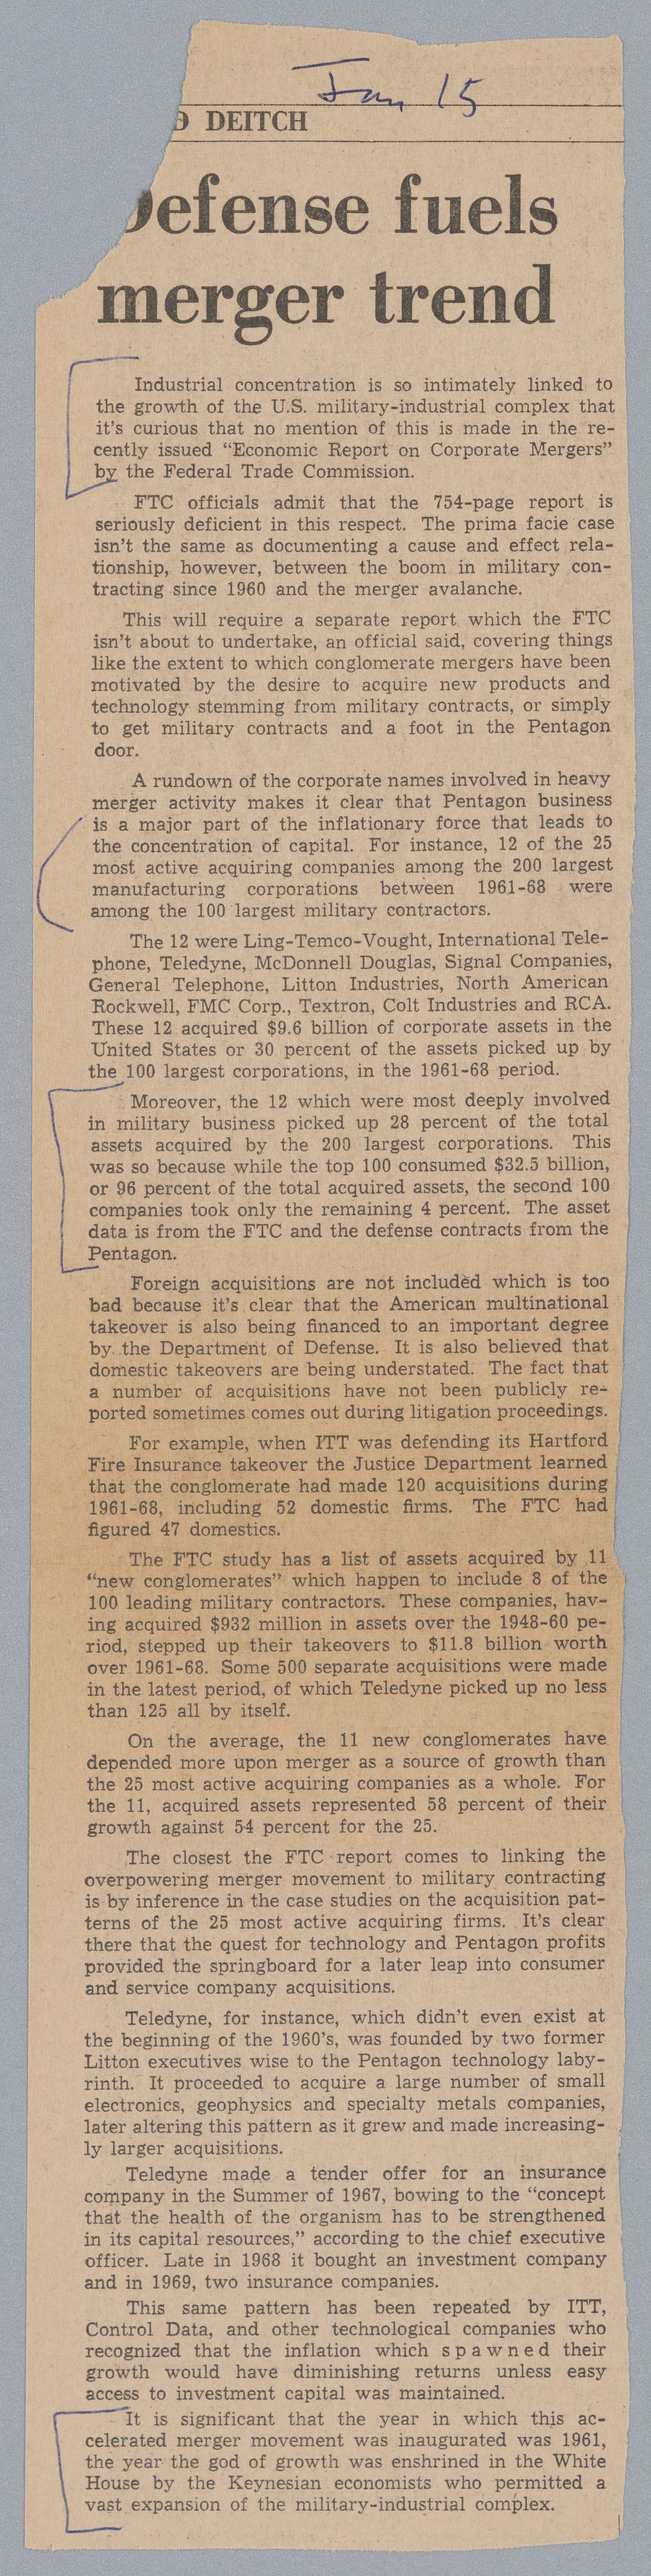 Jan 15
DEITCH
Defense fuels
merger trend
Industrial concentration is so intimately linked to
the growth of the U.S. military-industrial complex that
it's curious that no mention of this is made in the re-
cently issued "Economic Report on Corporate Mergers"
by the Federal Trade Commission.
FTC officials admit that the 754-page report is
seriously deficient in this respect. The prima facie case
isn't the same as documenting a cause and effect rela-
tionship, however, between the boom in military con-
tracting since 1960 and the merger avalanche.
This will require a separate report which the FTC
isn't about to undertake, an official said, covering things
like the extent to which conglomerate mergers have been
motivated by the desire to acquire new products and
technology stemming from military contracts, or simply
to get military contracts and a foot in the Pentagon
door.
A rundown of the corporate names involved in heavy
merger activity makes it clear that Pentagon business
is a major part of the inflationary force that leads to
the concentration of capital. For instance, 12 of the 25
most active acquiring companies among the 200 largest
manufacturing corporations between 1961-68 were
among the 100 largest military contractors.
The 12 were Ling-Temco-Vought, International Tele-
phone, Teledyne, McDonnell Douglas, Signal Companies,
General Telephone, Litton Industries, North American
Rockwell, FMC Corp., Textron, Colt Industries and RCA.
These 12 acquired $9.6 billion of corporate assets in the
United States or 30 percent of the assets picked up by
the 100 largest corporations, in the 1961-68 period.
Moreover, the 12 which were most deeply involved
in military business picked up 28 percent of the total
assets acquired by the 200 largest corporations. This
was so because while the top 100 consumed $32.5 billion,
or 96 percent of the total acquired assets, the second 100
companies took only the remaining 4 percent. The asset
data is from the FTC and the defense contracts from the
Pentagon.
Foreign acquisitions are not included which is too
bad because it's clear that the American multinational
takeover is also being financed to an important degree
by the Department of Defense. It is also believed that
domestic takeovers are being understated. The fact that
a number of acquisitions have not been publicly re-
ported sometimes comes out during litigation proceedings.
For example, when ITT was defending its Hartford
Fire Insurance takeover the Justice Department learned
that the conglomerate had made 120 acquisitions during
1961-68, including 52 domestic firms. The FTC had
figured 47 domestics.
The FTC study has a list of assets acquired by 11
"new conglomerates" which happen to include 8 of the
100 leading military contractors. These companies, hav-
ing acquired $932 million in assets over the 1948-60 pe-
riod, stepped up their takeovers to $11.8 billion worth
over 1961-68. Some 500 separate acquisitions were made
in the latest period, of which Teledyne picked up no less
than 125 all by itself.
On the average, the 11 new conglomerates have
depended more upon merger as a source of growth than
the 25 most active acquiring companies as a whole. For
the 11, acquired assets represented 58 percent of their
growth against 54 percent for the 25.
The closest the FTC report comes to linking the
overpowering merger movement to military contracting
is by inference in the case studies on the acquisition pat-
terns of the 25 most active acquiring firms. It's clear
there that the quest for technology and Pentagon profits
provided the springboard for a later leap into consumer
and service company acquisitions.
Teledyne, for instance, which didn't even exist at
the beginning of the 1960's, was founded by two former
Litton executives wise to the Pentagon technology laby-
rinth. It proceeded to acquire a large number of small
electronics, geophysics and specialty metals companies,
later altering this pattern as it grew and made increasing-
ly larger acquisitions.
Teledyne made a tender offer for an insurance
company in the Summer of 1967, bowing to the "concept
that the health of the organism has to be strengthened
in its capital resources," according to the chief executive
officer. Late in 1968 it bought an investment company
and in 1969, two insurance companies.
This same pattern has been repeated by ITT,
Control Data, and other technological companies who
recognized that the inflation which spawned their
growth would have diminishing returns unless easy
access to investment capital was maintained.
It is significant that the year in which this ac-
celerated merger movement was inaugurated was 1961,
the year the god of growth was enshrined in the White
House by the Keynesian economists who permitted a
vast expansion of the military-industrial complex.